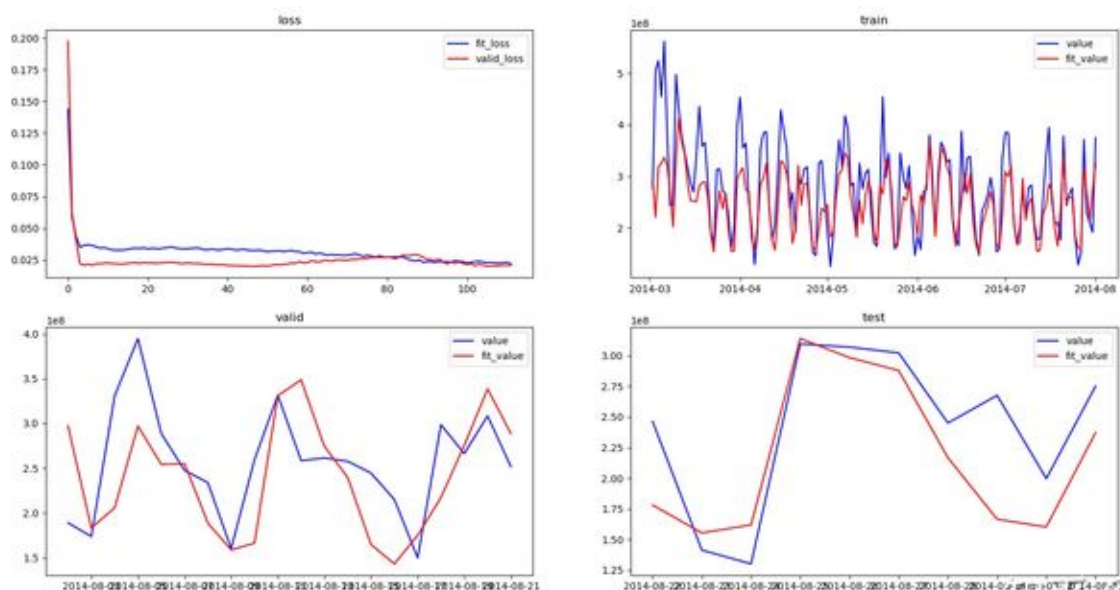 loss
0.200
0.175
0.150
0.125
0.100
0.075
0.050
0.025
0 20 40 60 80 100
fit_loss
valid_loss
train
1e8
5
4
3
2
2014-03 2014-04 2014-05 2014-06 2014-07 2014-08
value
fit_value
valid
1e8
4.0
3.5
3.0
2.5
2.0
1.5
value
fit_value
test
1e8
3.00
2.75
2.50
2.25
2.00
1.75
1.50
1.25
value
fit_value